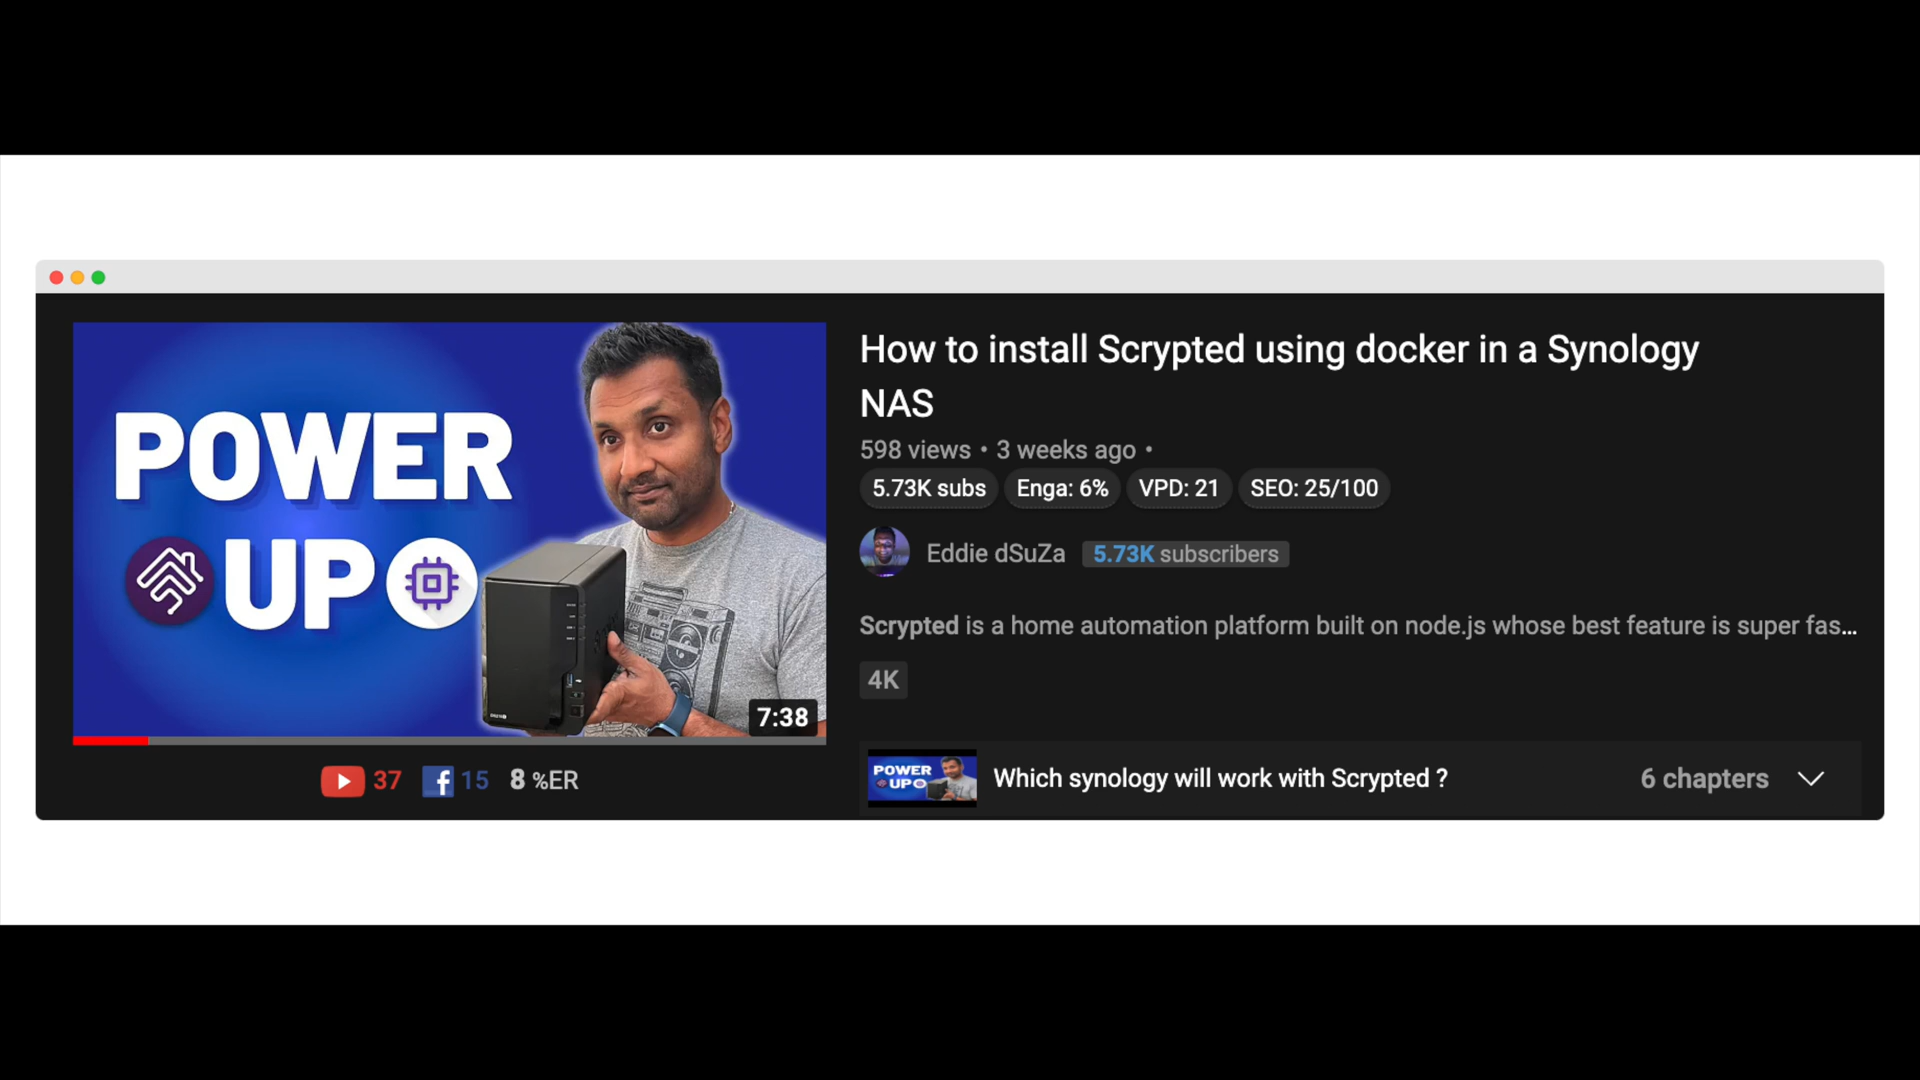 POWER
UP
7:38
37 15 8 %ER
How to install Scrypted using docker in a Synology
NAS
598 views • 3 weeks ago •
5.73K subs Enga: 6% VPD: 21 SEO: 25/100
Eddie dSuZa 5.73K subscribers
Scrypted is a home automation platform built on node.js whose best feature is super fas...
4K
POWER
UP
Which synology will work with Scrypted ? 6 chapters